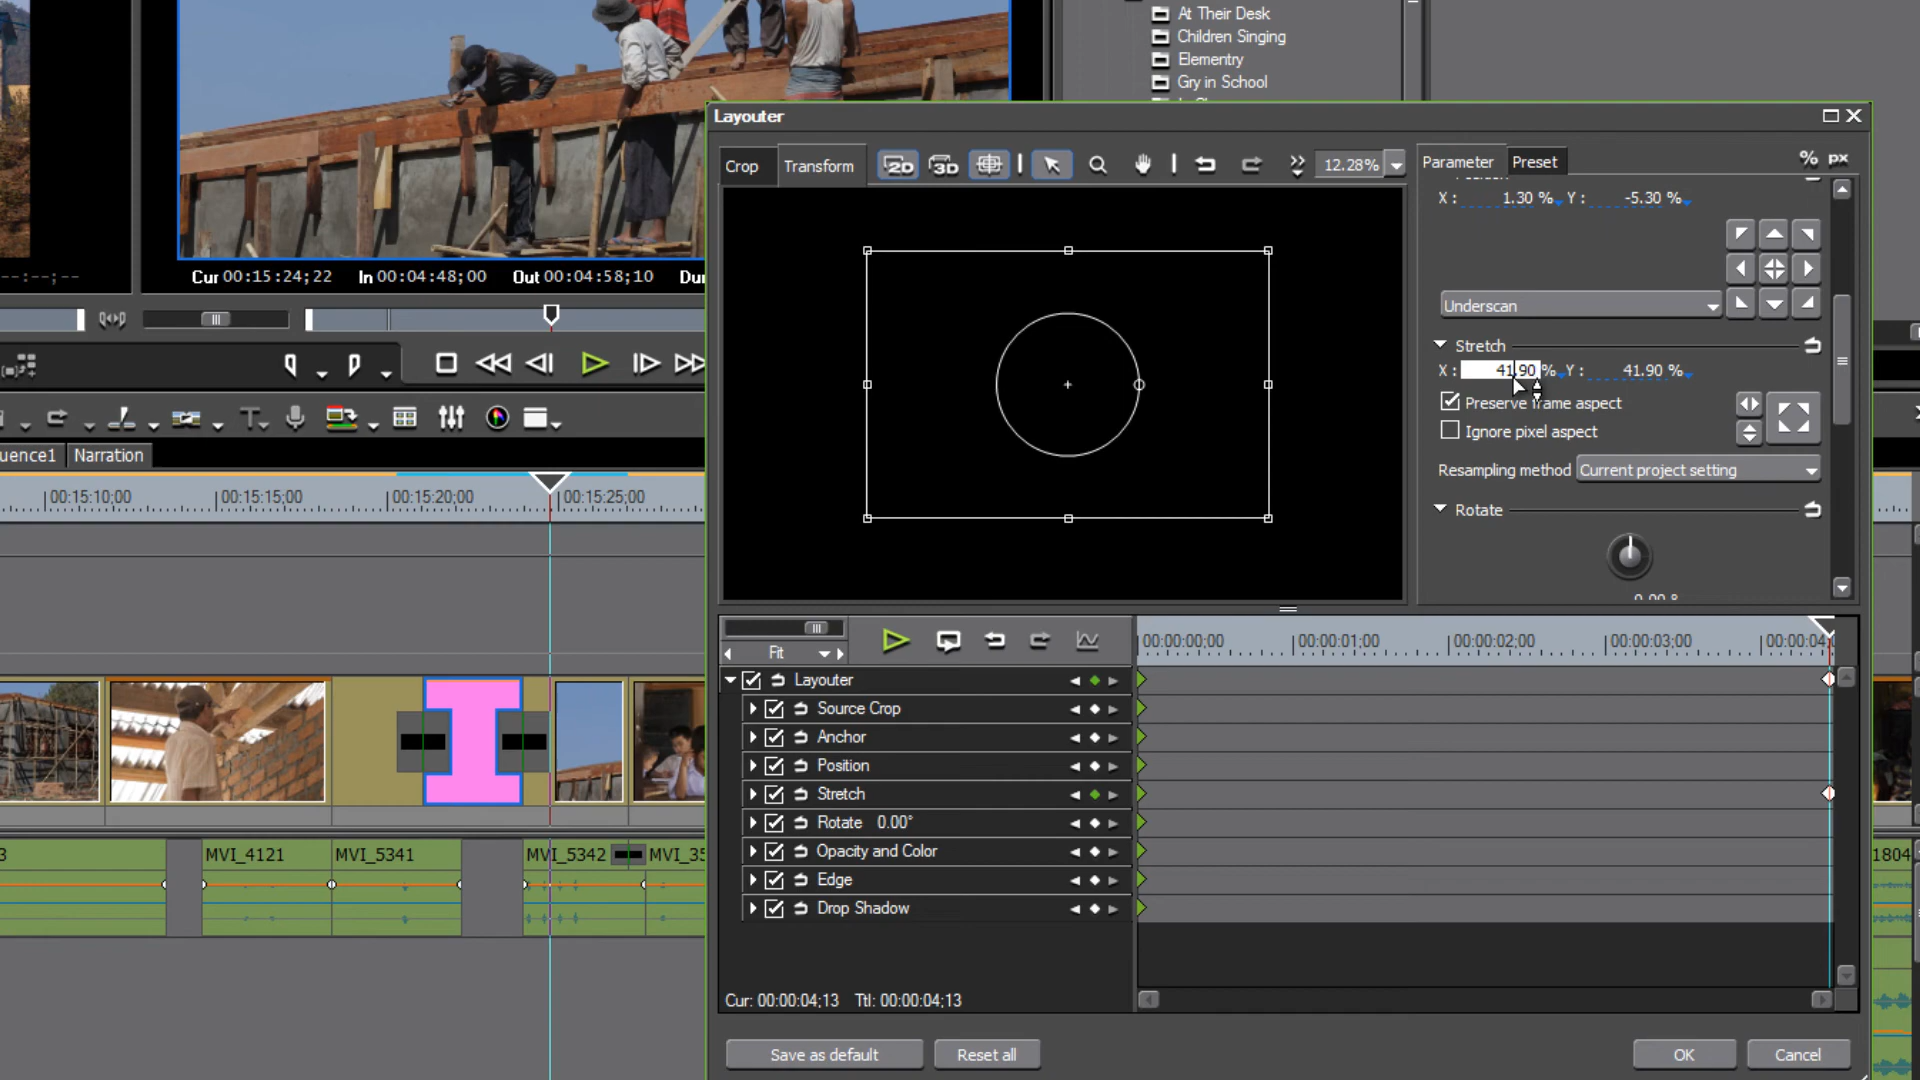 At Their Desk
Children Singing
Elementry
Gry in School
Layouter
Crop
Transform
2D
3D
12.28%
Parameter
Preset
%
px
X : 1.30 % Y : -5.30 %
Underscan
Stretch
X : 41.90 % Y : 41.90 %
Preserve frame aspect
Ignore pixel aspect
Resampling method
Current project setting
Rotate
Cur 00:15:24;22 In 00:04:48;00 Out 00:04:58;10
uence1
Narration
00:15:10;00
00:15:15;00
00:15:20;00
00:15:25;00
3
MVI_4121
MVI_5341
MVI_5342
1804
Fit
00:00:00;00
00:00:01;00
00:00:02;00
00:00:03;00
Layouter
Source Crop
Anchor
Position
Stretch
Rotate 0.00°
Opacity and Color
Edge
Drop Shadow
Cur: 00:00:04;13 Ttl: 00:00:04;13
Save as default
Reset all
OK
Cancel